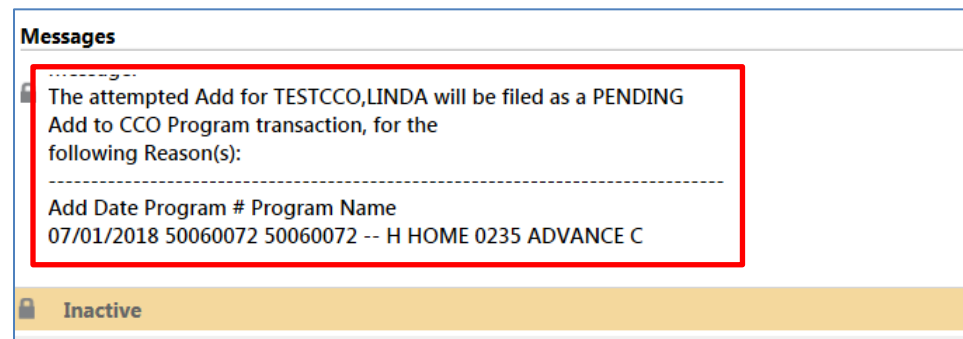 Messages
The attempted Add for TESTCCO,LINDA will be filed as a PENDING
Add to CCO Program transaction, for the
following Reason(s):
--------------------------------------------------------------------------------
Add Date Program # Program Name
07/01/2018 50060072 50060072 -- H HOME 0235 ADVANCE C
Inactive